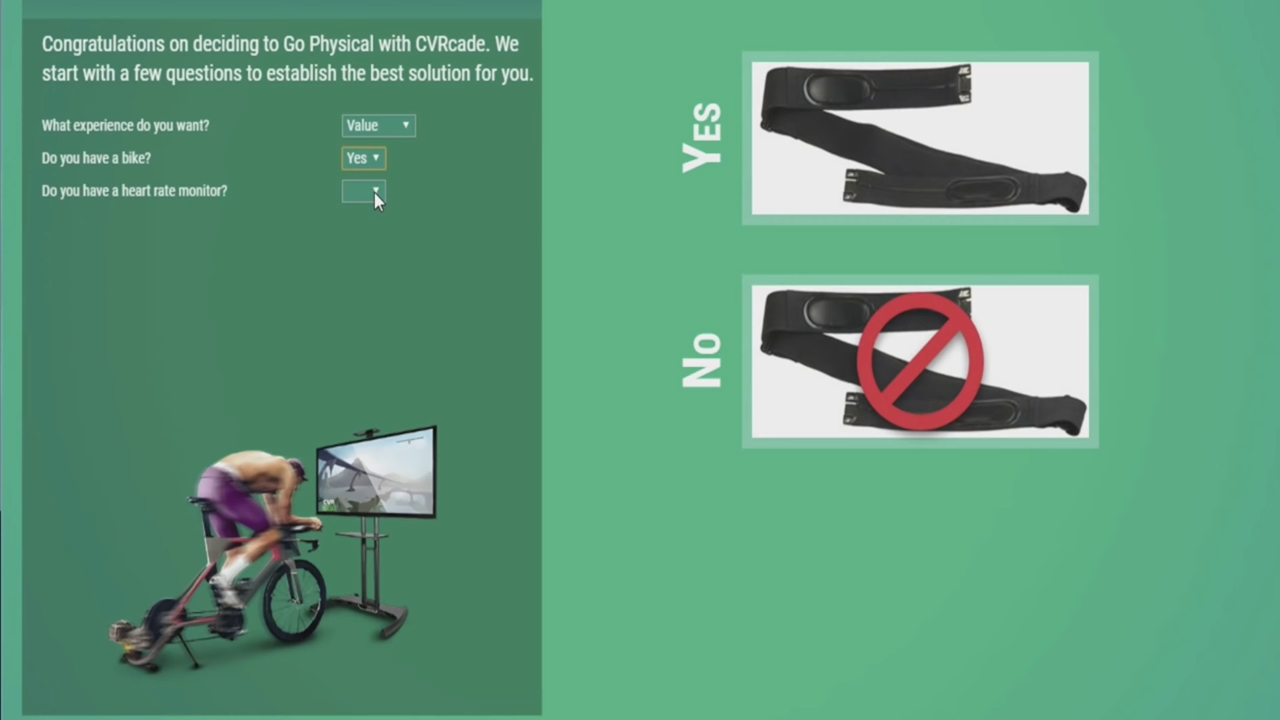 Congratulations on deciding to Go Physical with CVRcade. We
start with a few questions to establish the best solution for you.
What experience do you want? Value
Do you have a bike? Yes
Do you have a heart rate monitor?
YES
NO